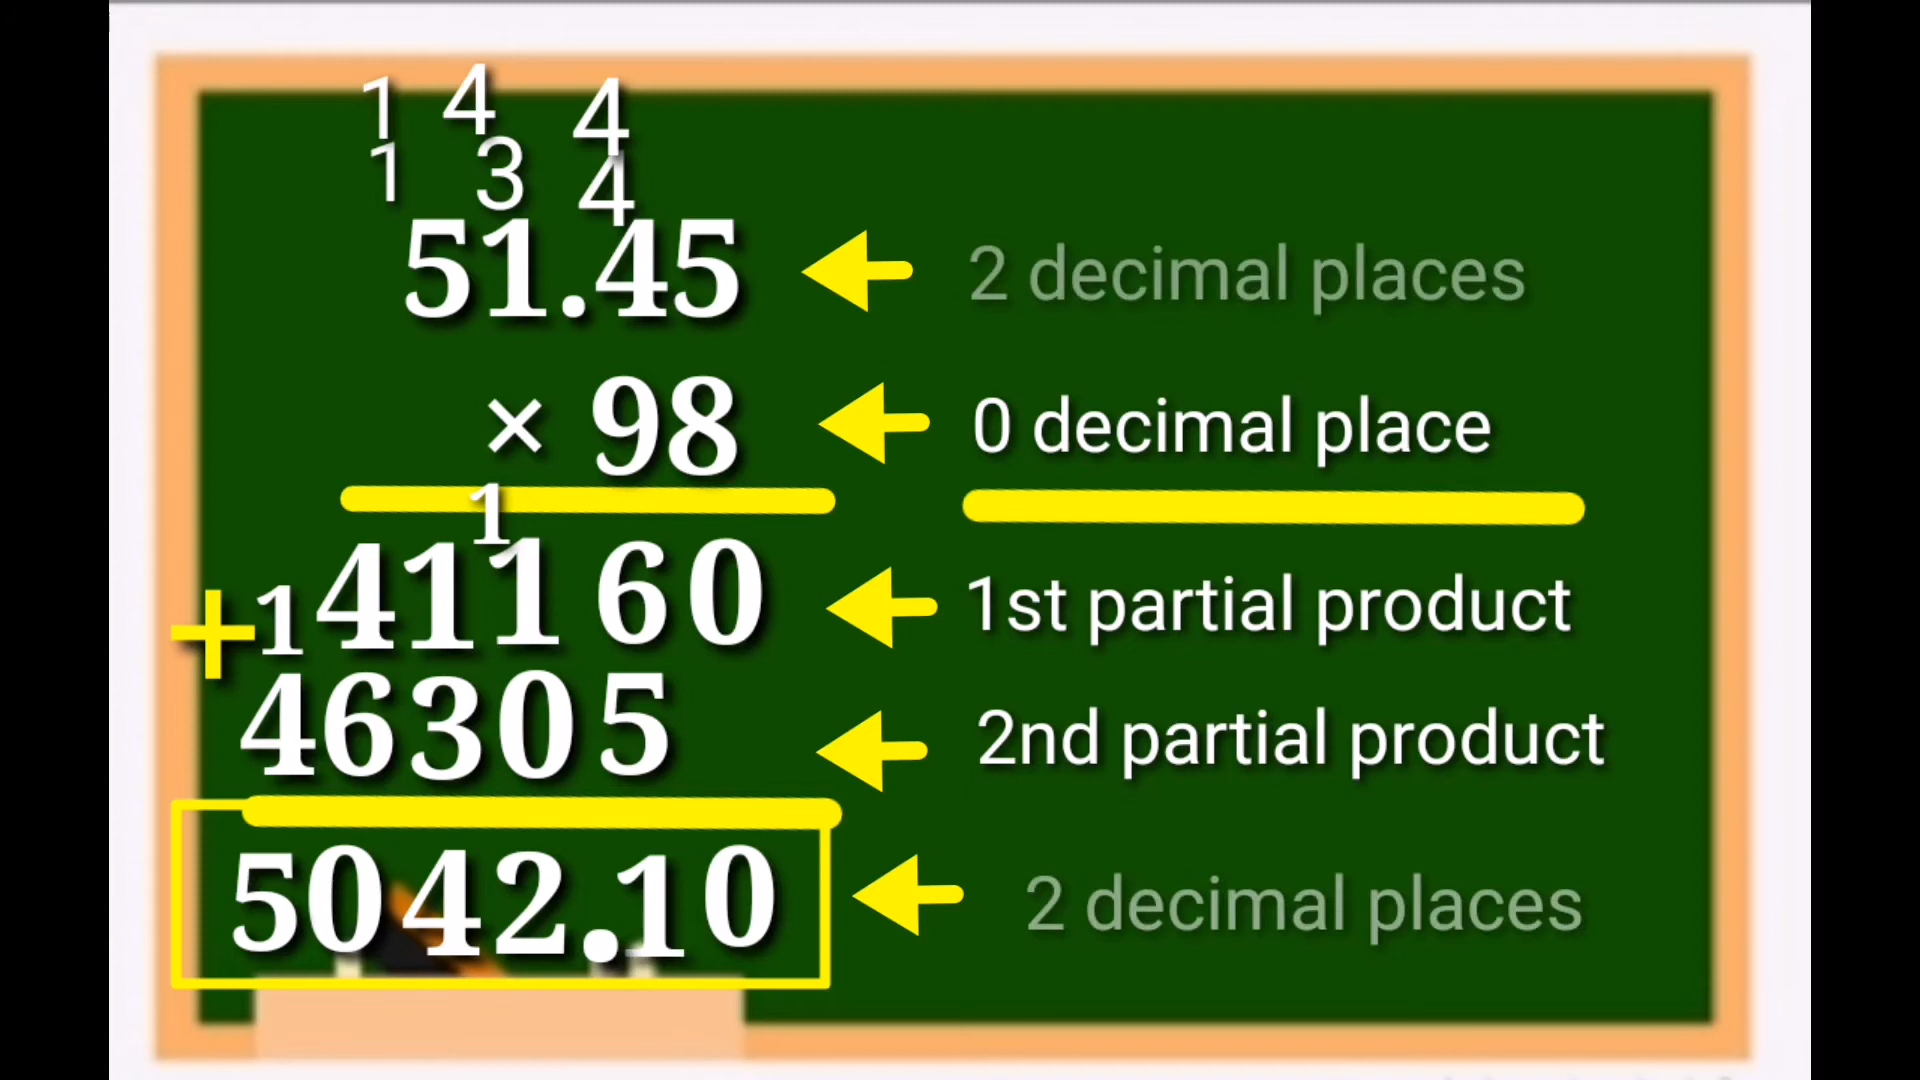 1 4 4
1 3 4
51.45 2 decimal places
× 98 0 decimal place
1
41160 1st partial product
+ 1
46305 2nd partial product
5042.10 2 decimal places